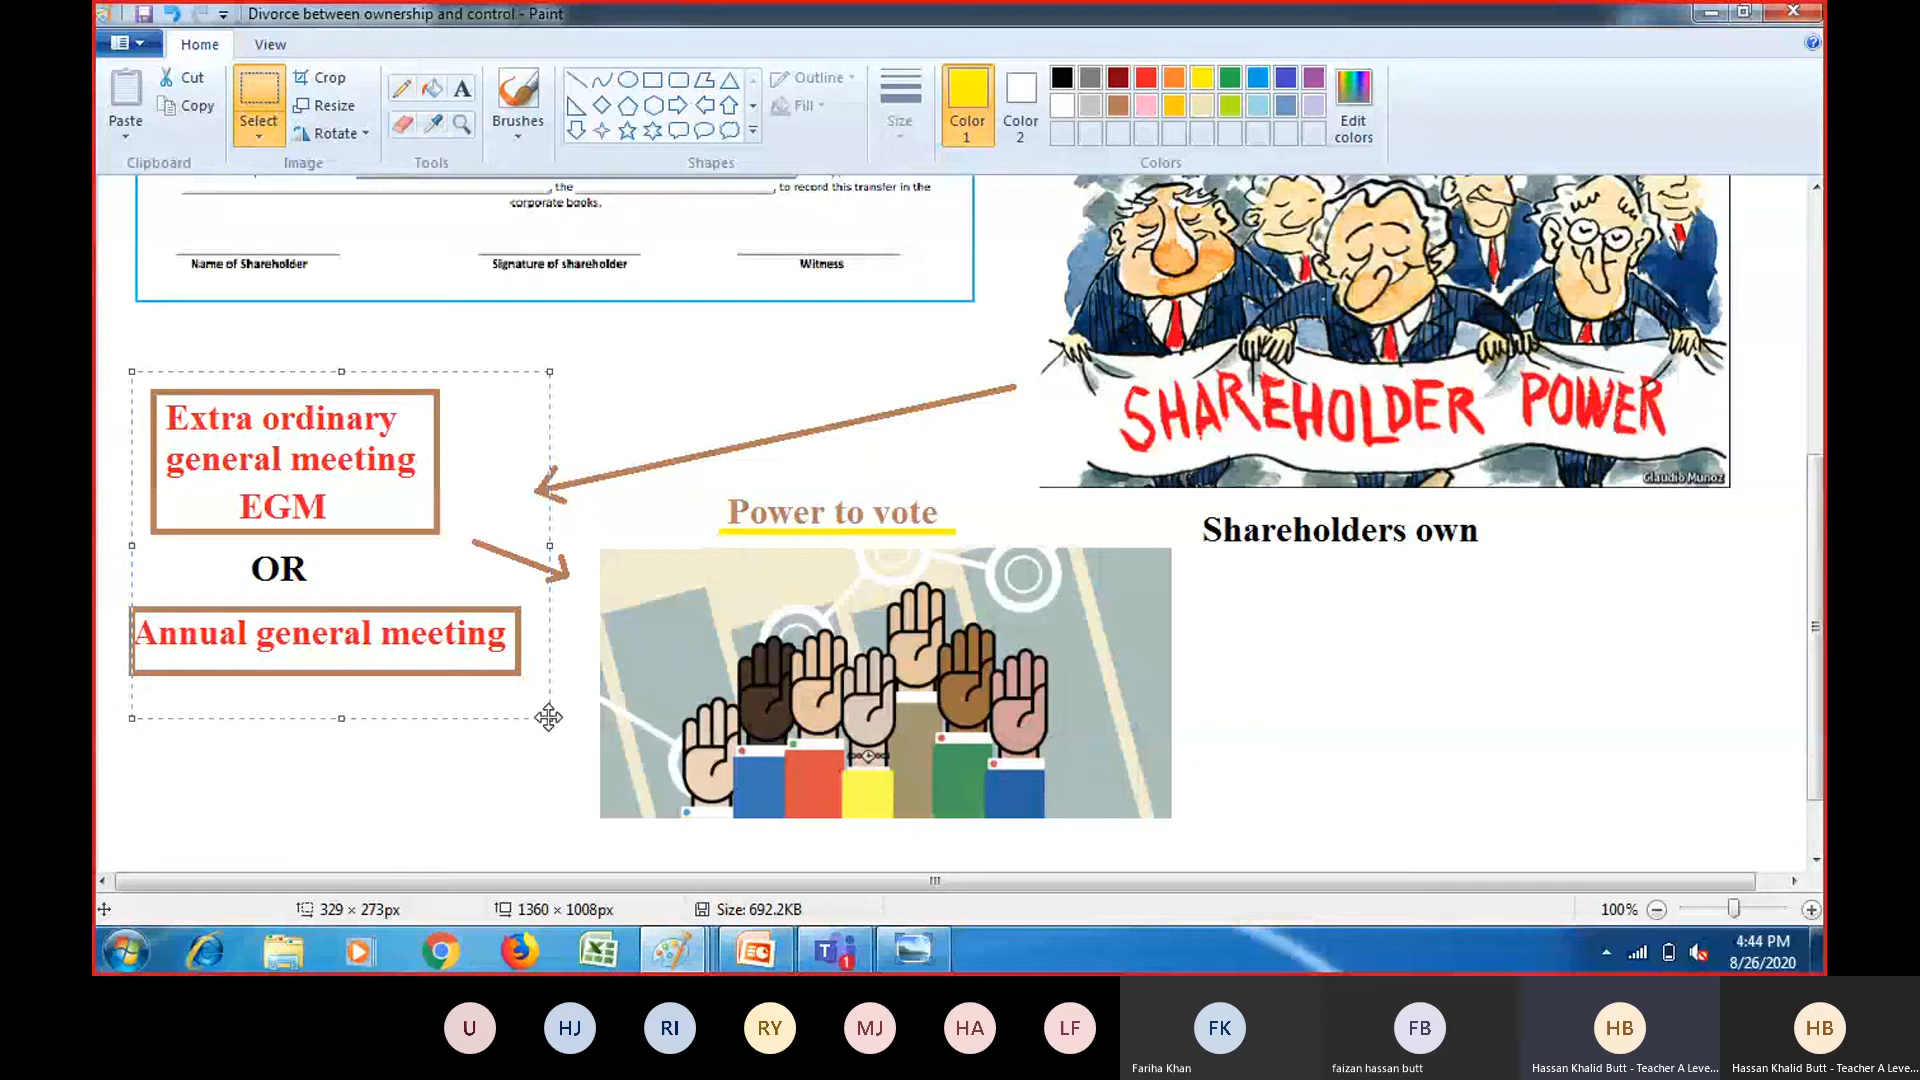 Divorce between ownership and control - Paint
Home
View
Paste
Cut
Copy
Clipboard
Select
Crop
Resize
Rotate
Image
A
Tools
Brushes
Outline
Fill
Shapes
Size
Color 1
Color 2
Edit colors
Colors
, the
, to record this transfer in the
corporate books.
Name of Shareholder
Signature of shareholder
Witness
SHAREHOLDER POWER
Claudio Munoz
Extra ordinary
general meeting
EGM
OR
Annual general meeting
Power to vote
Shareholders own
329 × 273px
1360 × 1008px
Size: 692.2KB
100%
4:44 PM
8/26/2020
U
HJ
RI
RY
MJ
HA
LF
FK
Fariha Khan
FB
faizan hassan butt
HB
Hassan Khalid Butt - Teacher A Leve...
HB
Hassan Khalid Butt - Teacher A Leve...